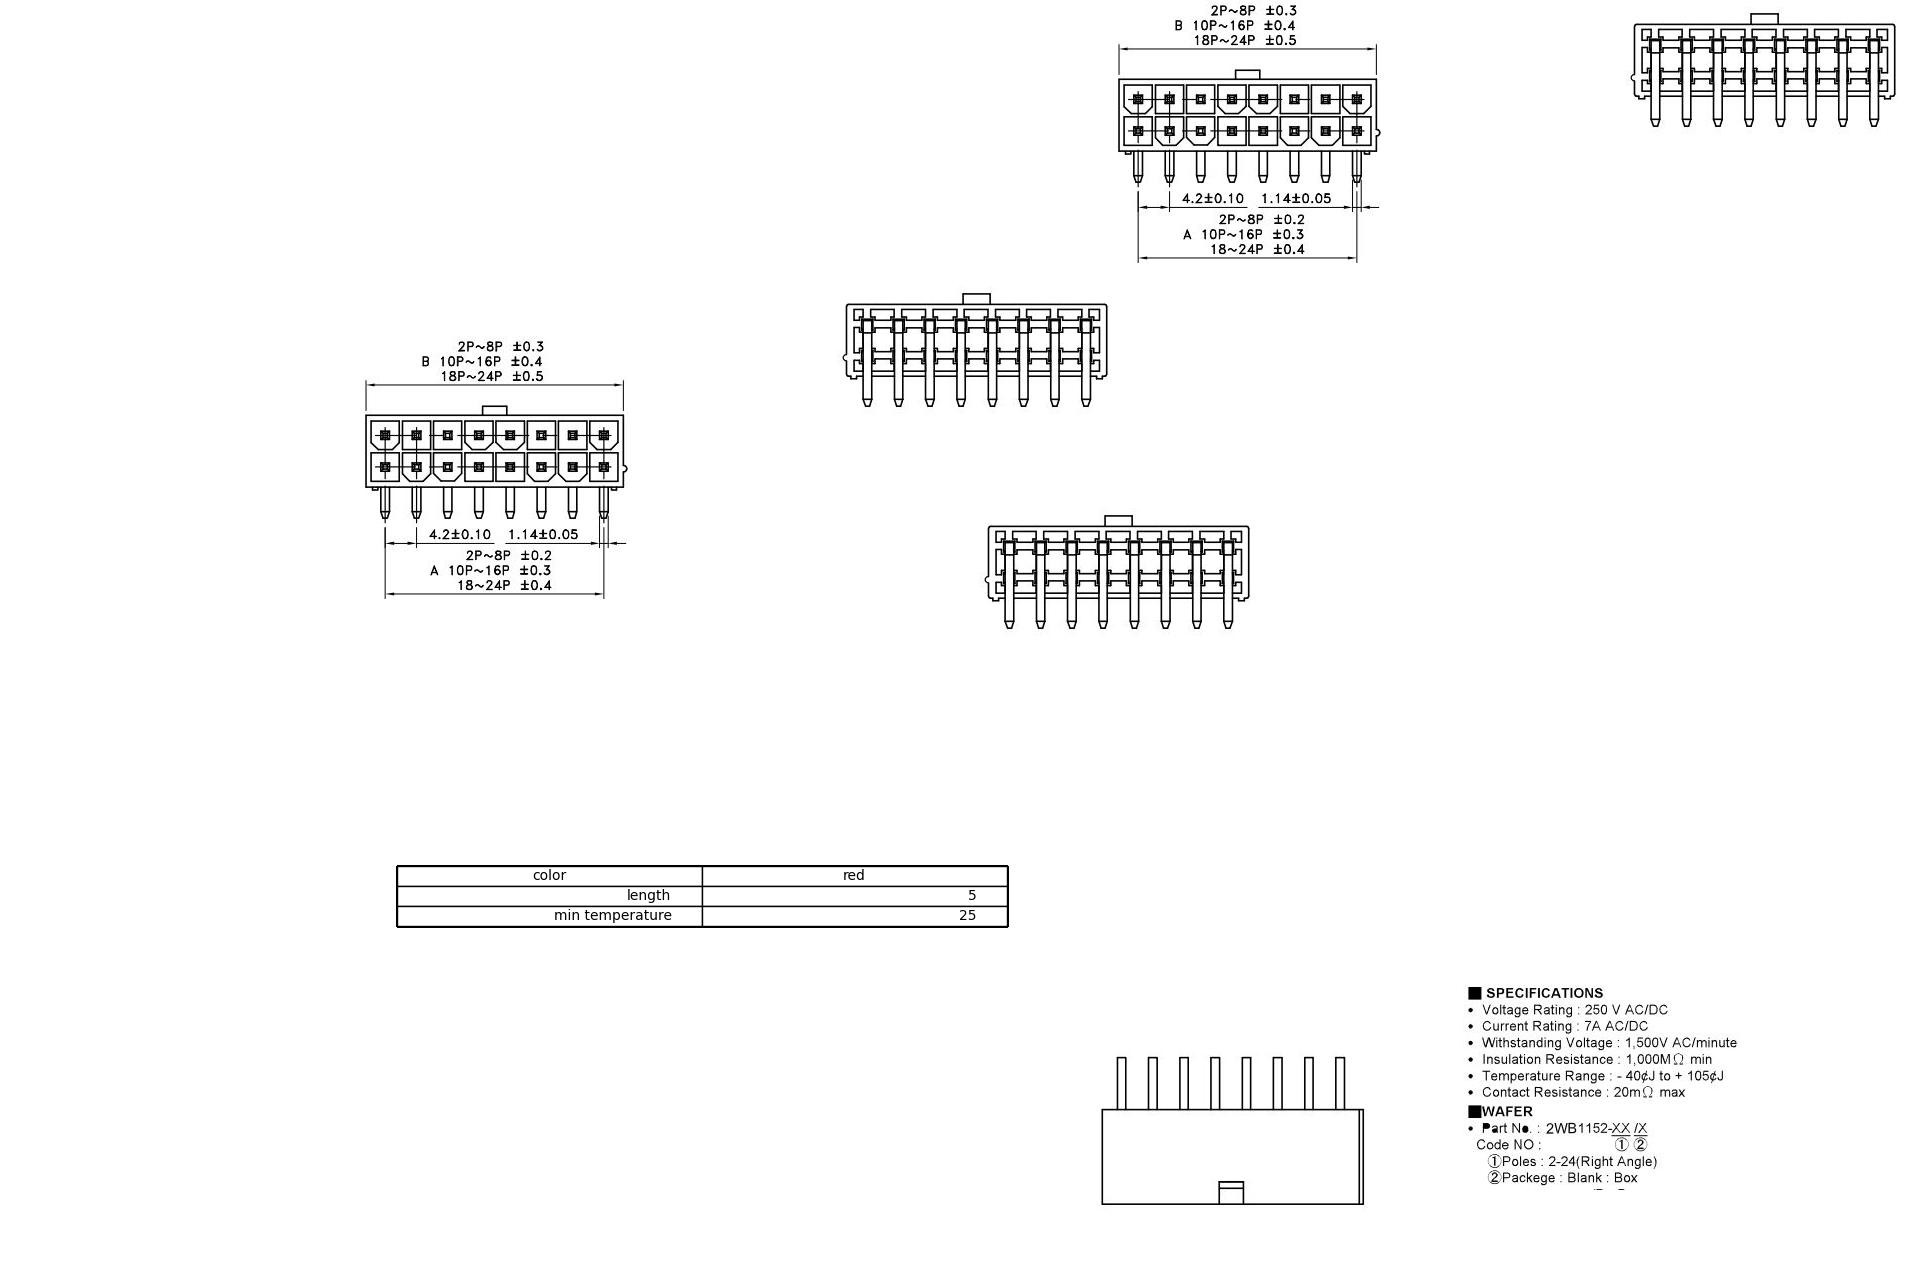 2P~8P ±0.3
B 10P~16P ±0.4
18P~24P ±0.5
4.2±0.10 1.14±0.05
2P~8P ±0.2
A 10P~16P ±0.3
18~24P ±0.4
2P~8P ±0.3
B 10P~16P ±0.4
18P~24P ±0.5
4.2±0.10 1.14±0.05
2P~8P ±0.2
A 10P~16P ±0.3
18~24P ±0.4
color red
length 5
min temperature 25
■ SPECIFICATIONS
• Voltage Rating : 250 V AC/DC
• Current Rating : 7A AC/DC
• Withstanding Voltage : 1,500V AC/minute
• Insulation Resistance : 1,000MΩ min
• Temperature Range : - 40¢J to + 105¢J
• Contact Resistance : 20mΩ max
■WAFER
• Part No. : 2WB1152-XX /X
Code NO : ① ②
①Poles : 2-24(Right Angle)
②Packege : Blank : Box